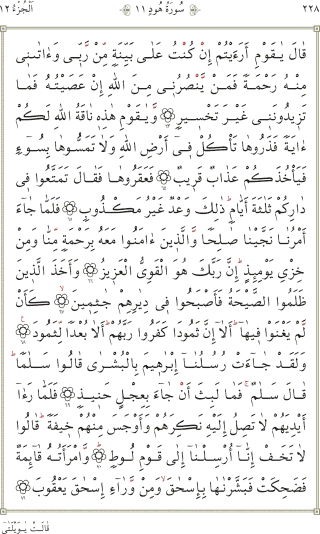 ٢٢٨ سُورَةُ هُودٍ ١١ اَلْجُزْءُ ١٢
قَالَ يَٰقَوْمِ أَرَءَيْتُمْ إِن كُنتُ عَلَىٰ بَيِّنَةٍ مِّن رَّبِّى وَءَاتَىٰنِى
مِنْهُ رَحْمَةً فَمَن يَنصُرُنِى مِنَ ٱللَّهِ إِنْ عَصَيْتُهُۥ فَمَا
تَزِيدُونَنِى غَيْرَ تَخْسِيرٍ ۝ وَيَٰقَوْمِ هَٰذِهِۦ نَاقَةُ ٱللَّهِ لَكُمْ
ءَايَةً فَذَرُوهَا تَأْكُلْ فِىٓ أَرْضِ ٱللَّهِ وَلَا تَمَسُّوهَا بِسُوٓءٍ
فَيَأْخُذَكُمْ عَذَابٌ قَرِيبٌ ۝ فَعَقَرُوهَا فَقَالَ تَمَتَّعُوا۟ فِى
دَارِكُمْ ثَلَٰثَةَ أَيَّامٍ ذَٰلِكَ وَعْدٌ غَيْرُ مَكْذُوبٍ ۝ فَلَمَّا جَآءَ
أَمْرُنَا نَجَّيْنَا صَٰلِحًا وَٱلَّذِينَ ءَامَنُوا۟ مَعَهُۥ بِرَحْمَةٍ مِّنَّا وَمِنْ
خِزْىِ يَوْمِئِذٍ إِنَّ رَبَّكَ هُوَ ٱلْقَوِىُّ ٱلْعَزِيزُ ۝ وَأَخَذَ ٱلَّذِينَ
ظَلَمُوا۟ ٱلصَّيْحَةُ فَأَصْبَحُوا۟ فِى دِيَٰرِهِمْ جَٰثِمِينَ ۝ كَأَن
لَّمْ يَغْنَوْا۟ فِيهَآ أَلَآ إِنَّ ثَمُودَا۟ كَفَرُوا۟ رَبَّهُمْ أَلَا بُعْدًا لِّثَمُودَ ۝
وَلَقَدْ جَآءَتْ رُسُلُنَآ إِبْرَٰهِيمَ بِٱلْبُشْرَىٰ قَالُوا۟ سَلَٰمًا
قَالَ سَلَٰمٌ فَمَا لَبِثَ أَن جَآءَ بِعِجْلٍ حَنِيذٍ ۝ فَلَمَّا رَءَآ
أَيْدِيَهُمْ لَا تَصِلُ إِلَيْهِ نَكِرَهُمْ وَأَوْجَسَ مِنْهُمْ خِيفَةً قَالُوا۟
لَا تَخَفْ إِنَّآ أُرْسِلْنَآ إِلَىٰ قَوْمِ لُوطٍ ۝ وَٱمْرَأَتُهُۥ قَآئِمَةٌ
فَضَحِكَتْ فَبَشَّرْنَٰهَا بِإِسْحَٰقَ وَمِن وَرَآءِ إِسْحَٰقَ يَعْقُوبَ ۝
قَالَتْ يَٰوَيْلَتَىٰٓ